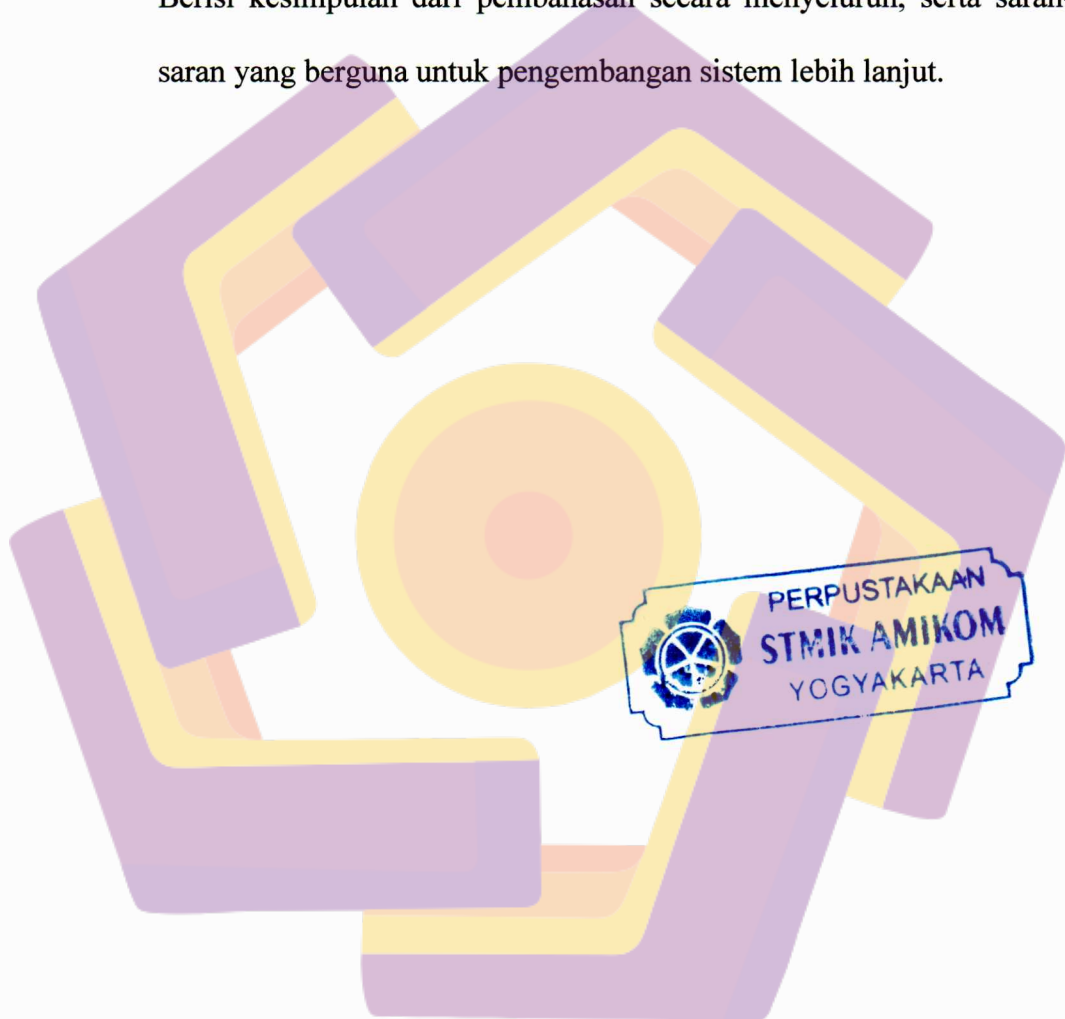 Berisi kesimpulan dari pembahasan secara menyeluruh, serta saran-
saran yang berguna untuk pengembangan sistem lebih lanjut.
PERPUSTAKAAN
STMIK AMIKOM
YOGYAKARTA